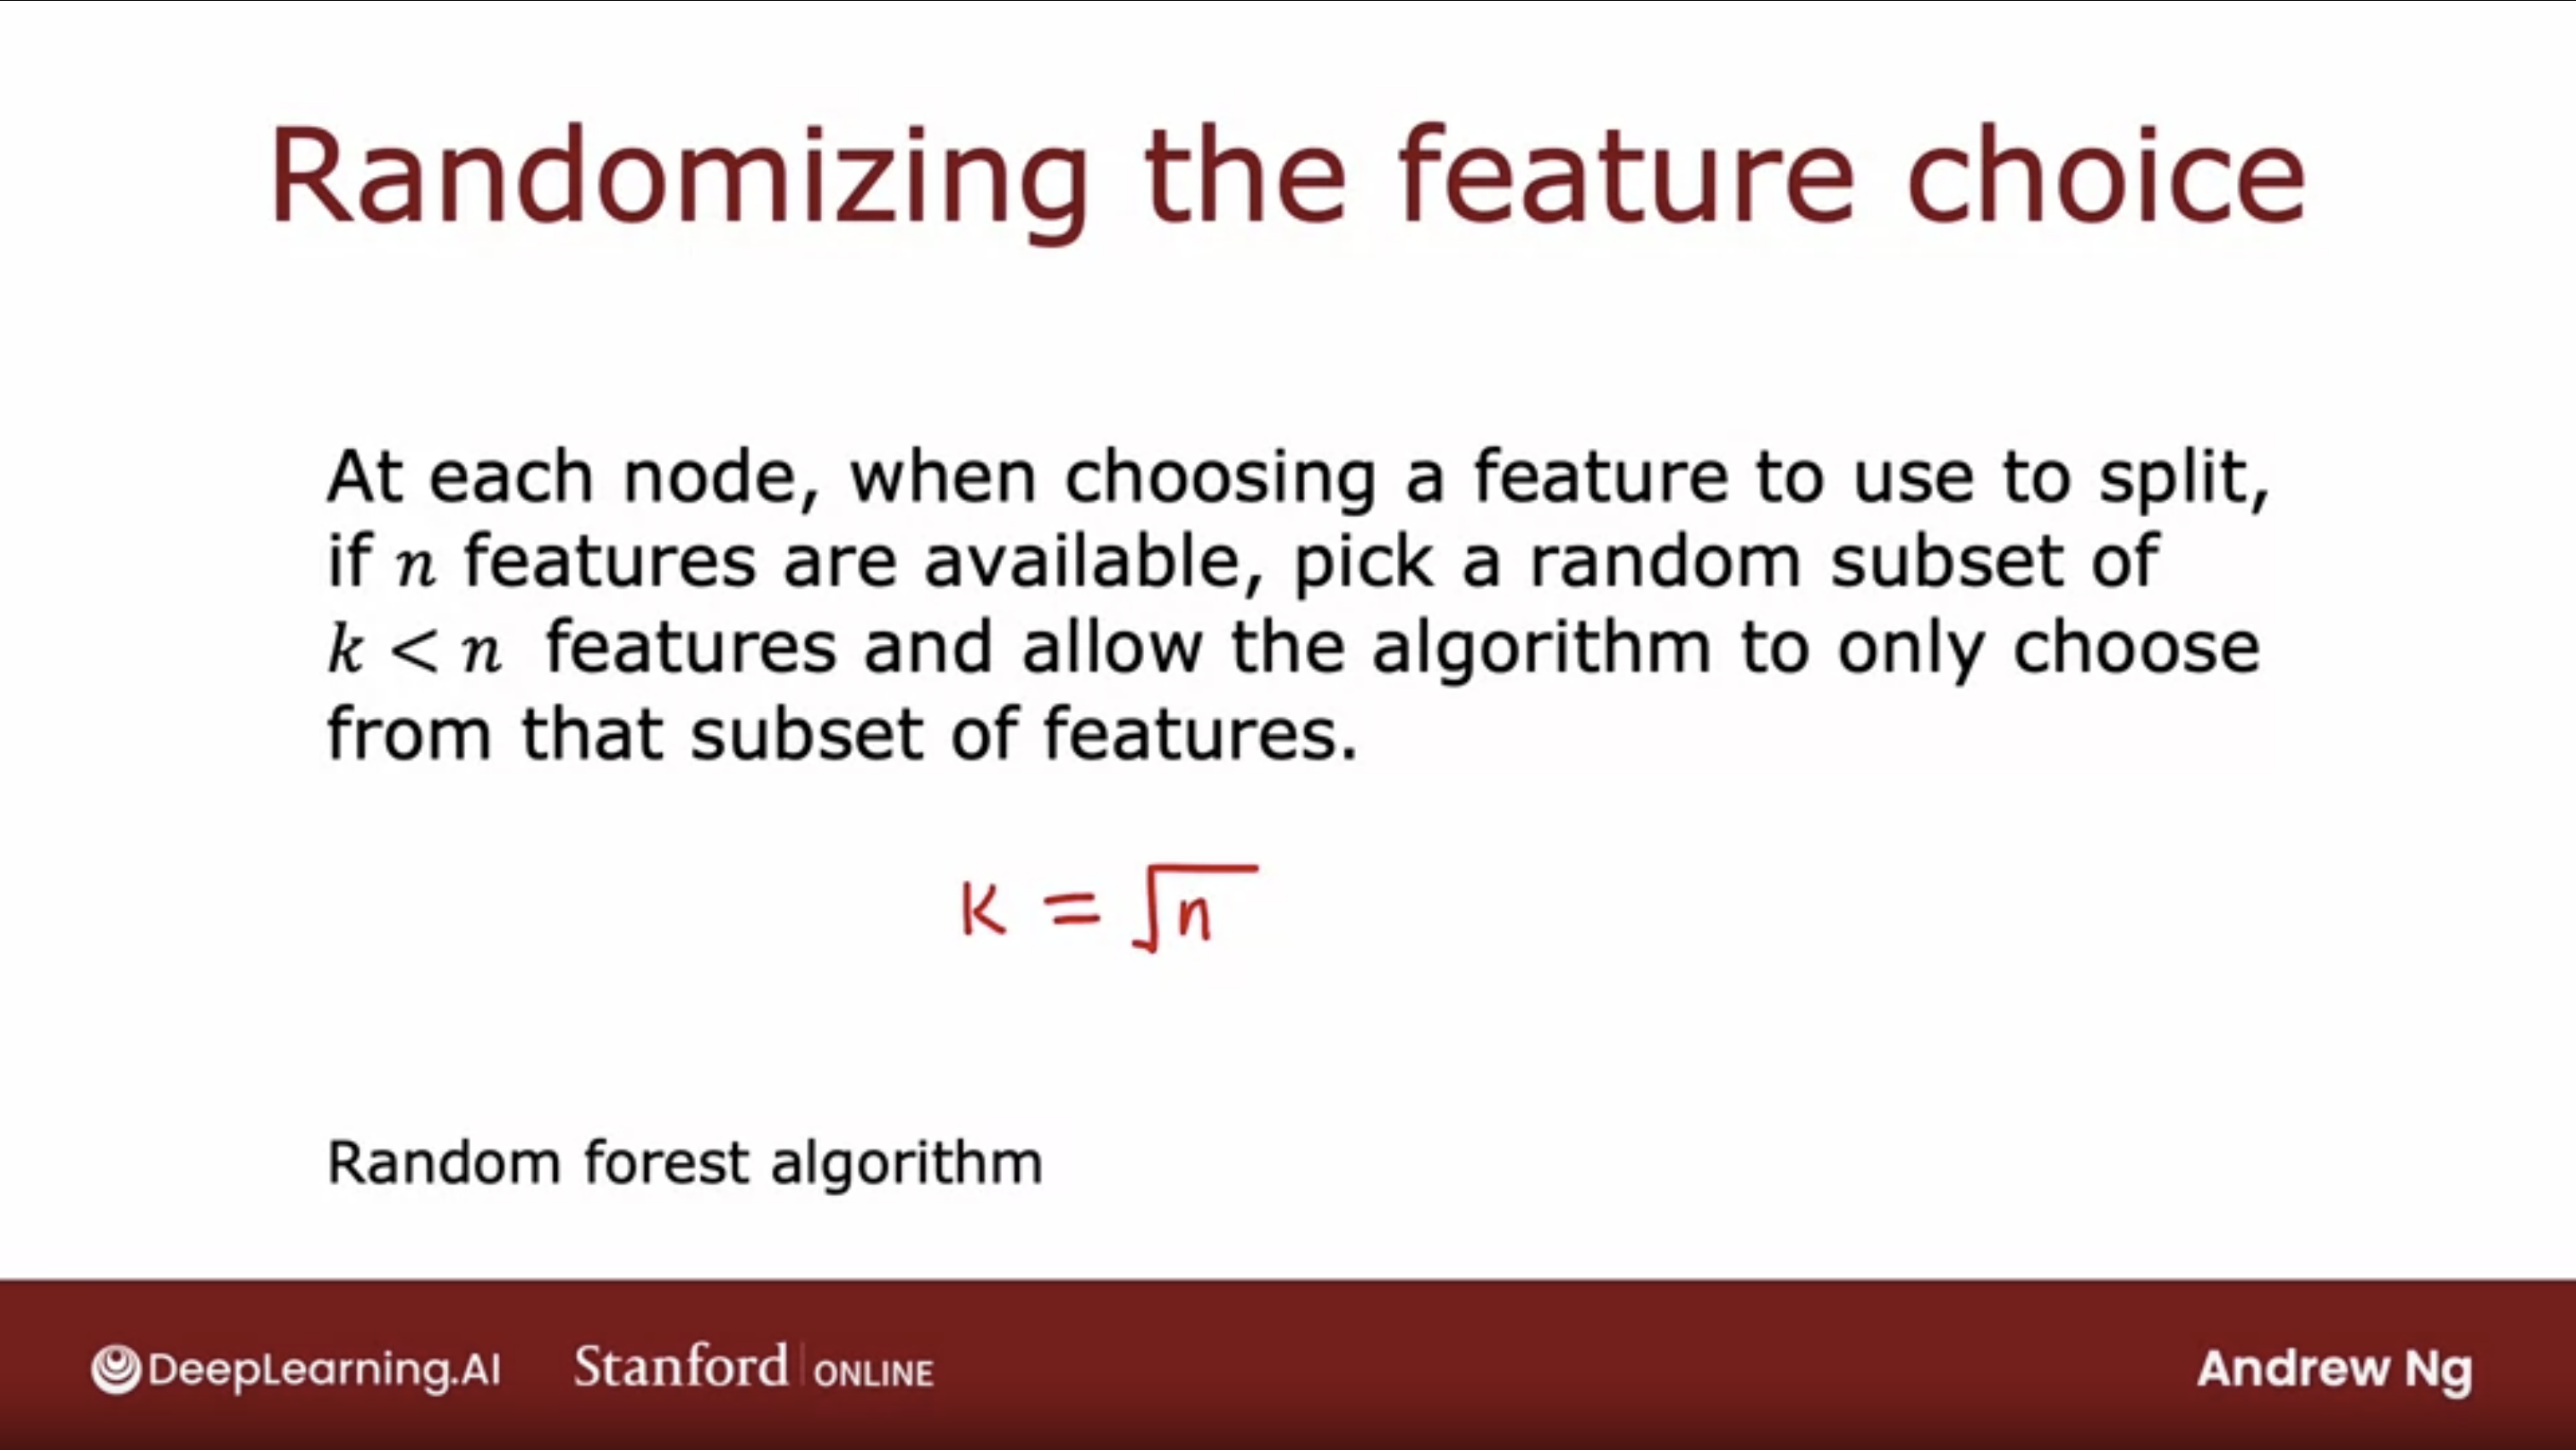 Randomizing the feature choice
At each node, when choosing a feature to use to split,
if n features are available, pick a random subset of
k < n features and allow the algorithm to only choose
from that subset of features.
K = √n
Random forest algorithm
DeepLearning.AI Stanford | ONLINE Andrew Ng